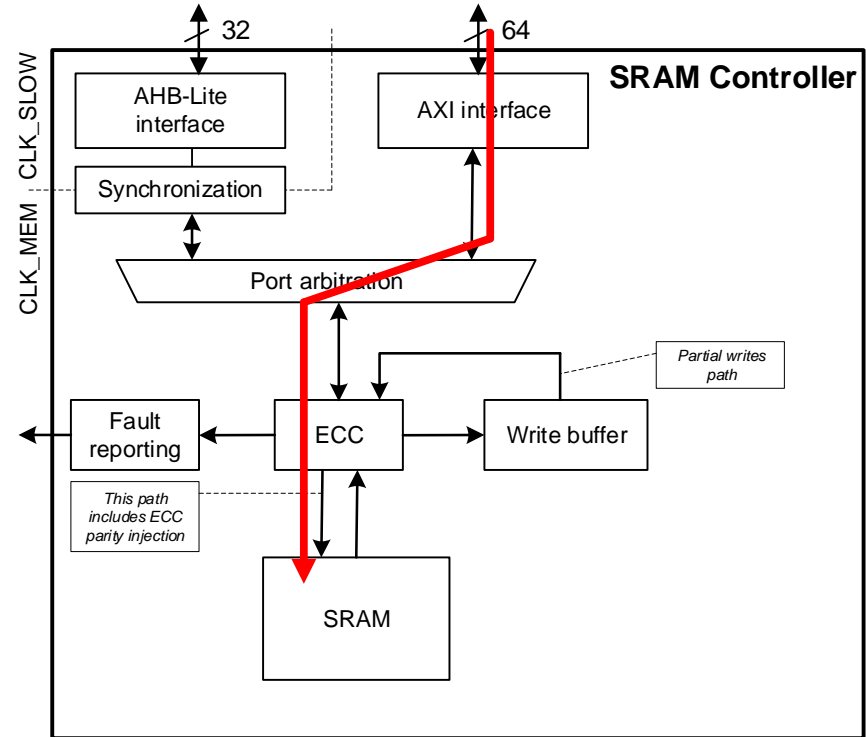 32
64
SRAM Controller
CLK_SLOW
AHB-Lite
interface
AXI interface
Synchronization
CLK_MEM
Port arbitration
Partial writes
path
Fault
reporting
ECC
Write buffer
This path
includes ECC
parity injection
SRAM